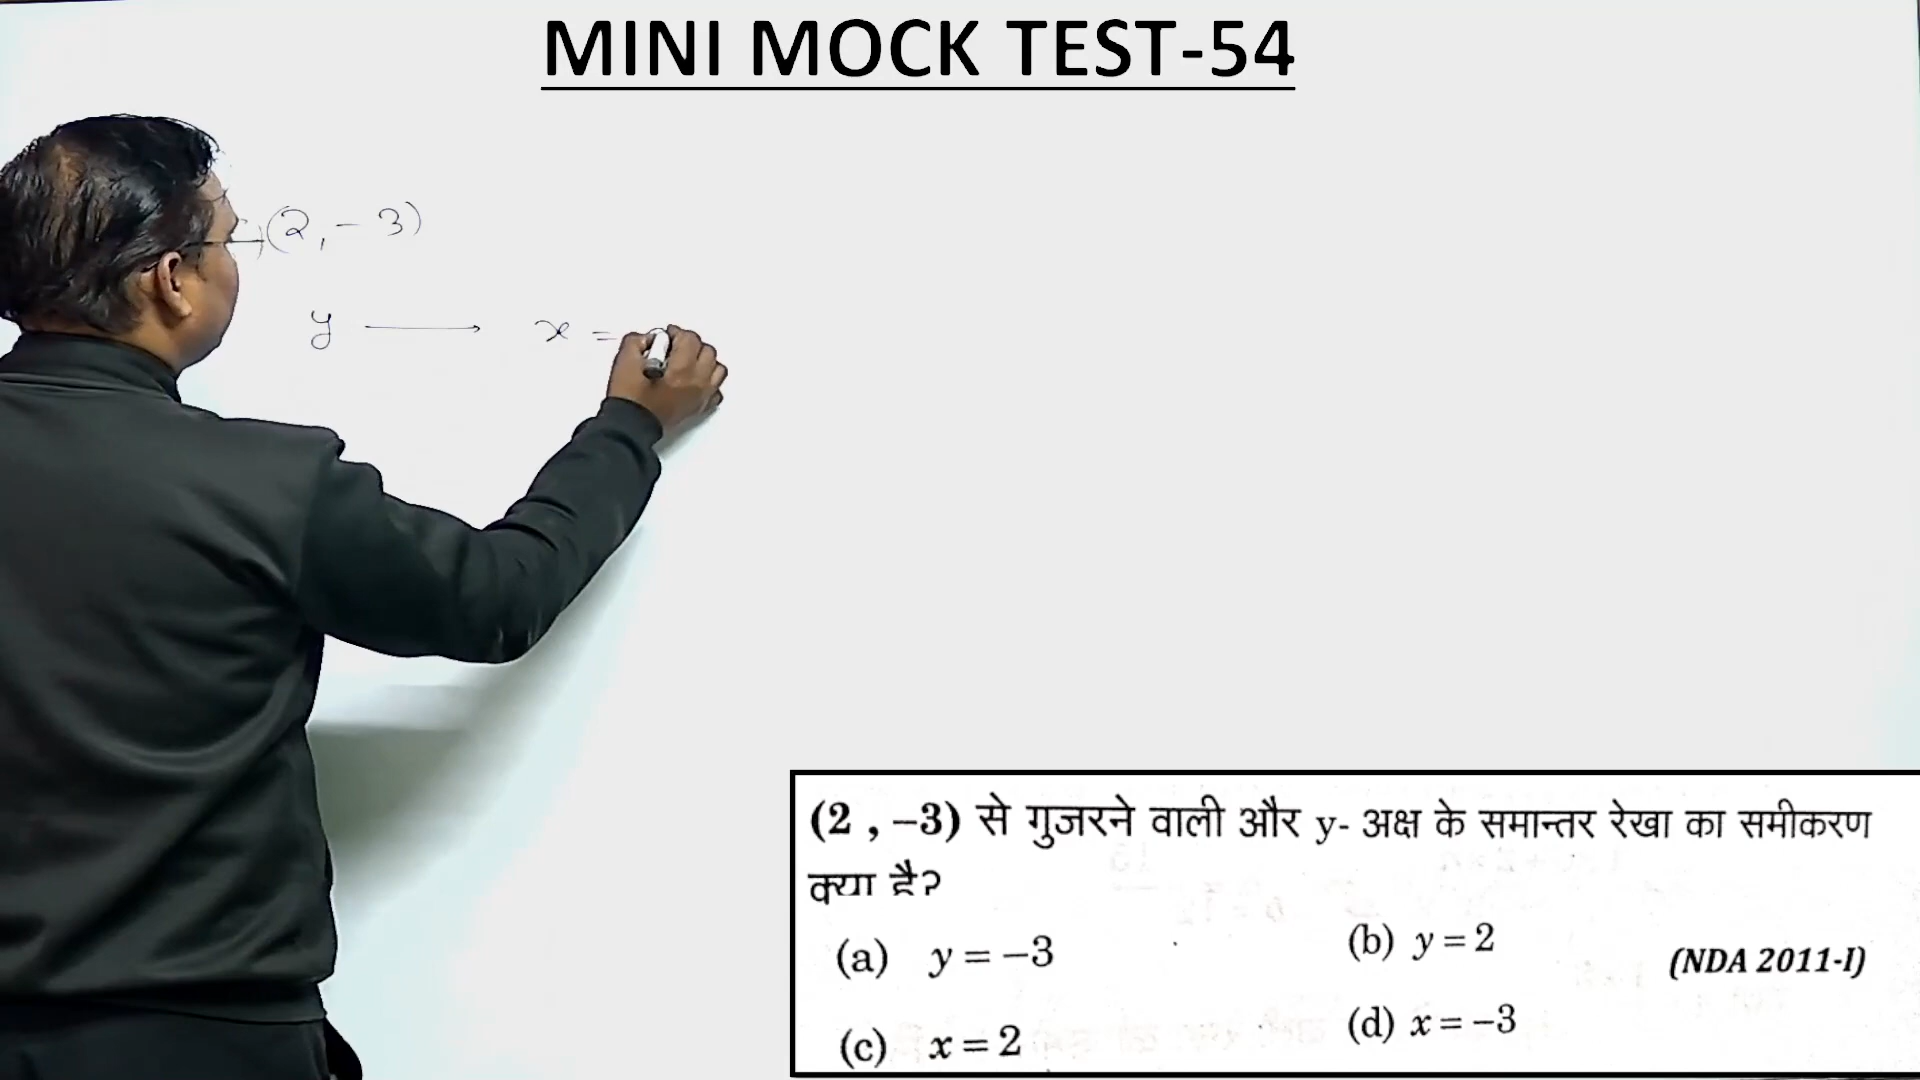 MINI MOCK TEST-54
(2, - 3)
y ⟶ x =
(2 , –3) से गुजरने वाली और y- अक्ष के समान्तर रेखा का समीकरण
क्या है?
(a) y = –3
(b) y = 2
(NDA 2011-I)
(c) x = 2
(d) x = –3